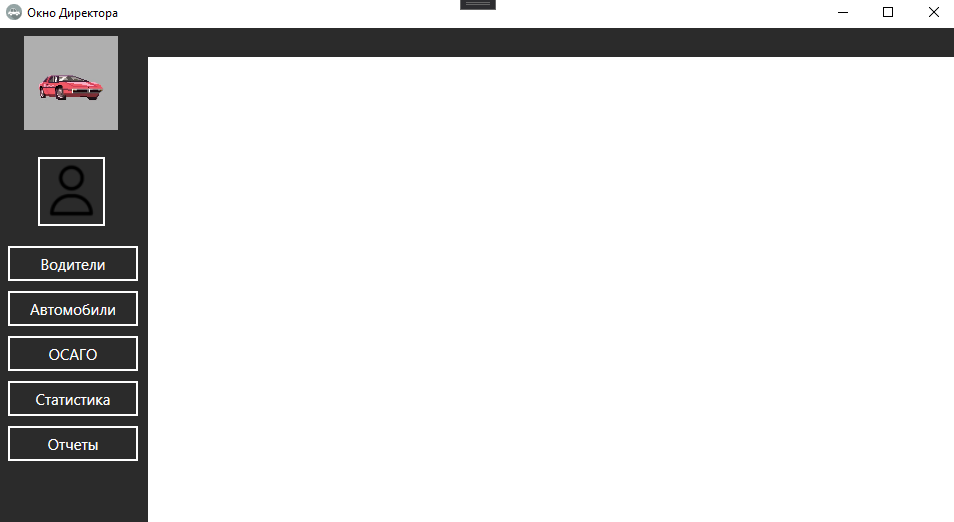 Окно Директора
Водители
Автомобили
ОСАГО
Статистика
Отчеты